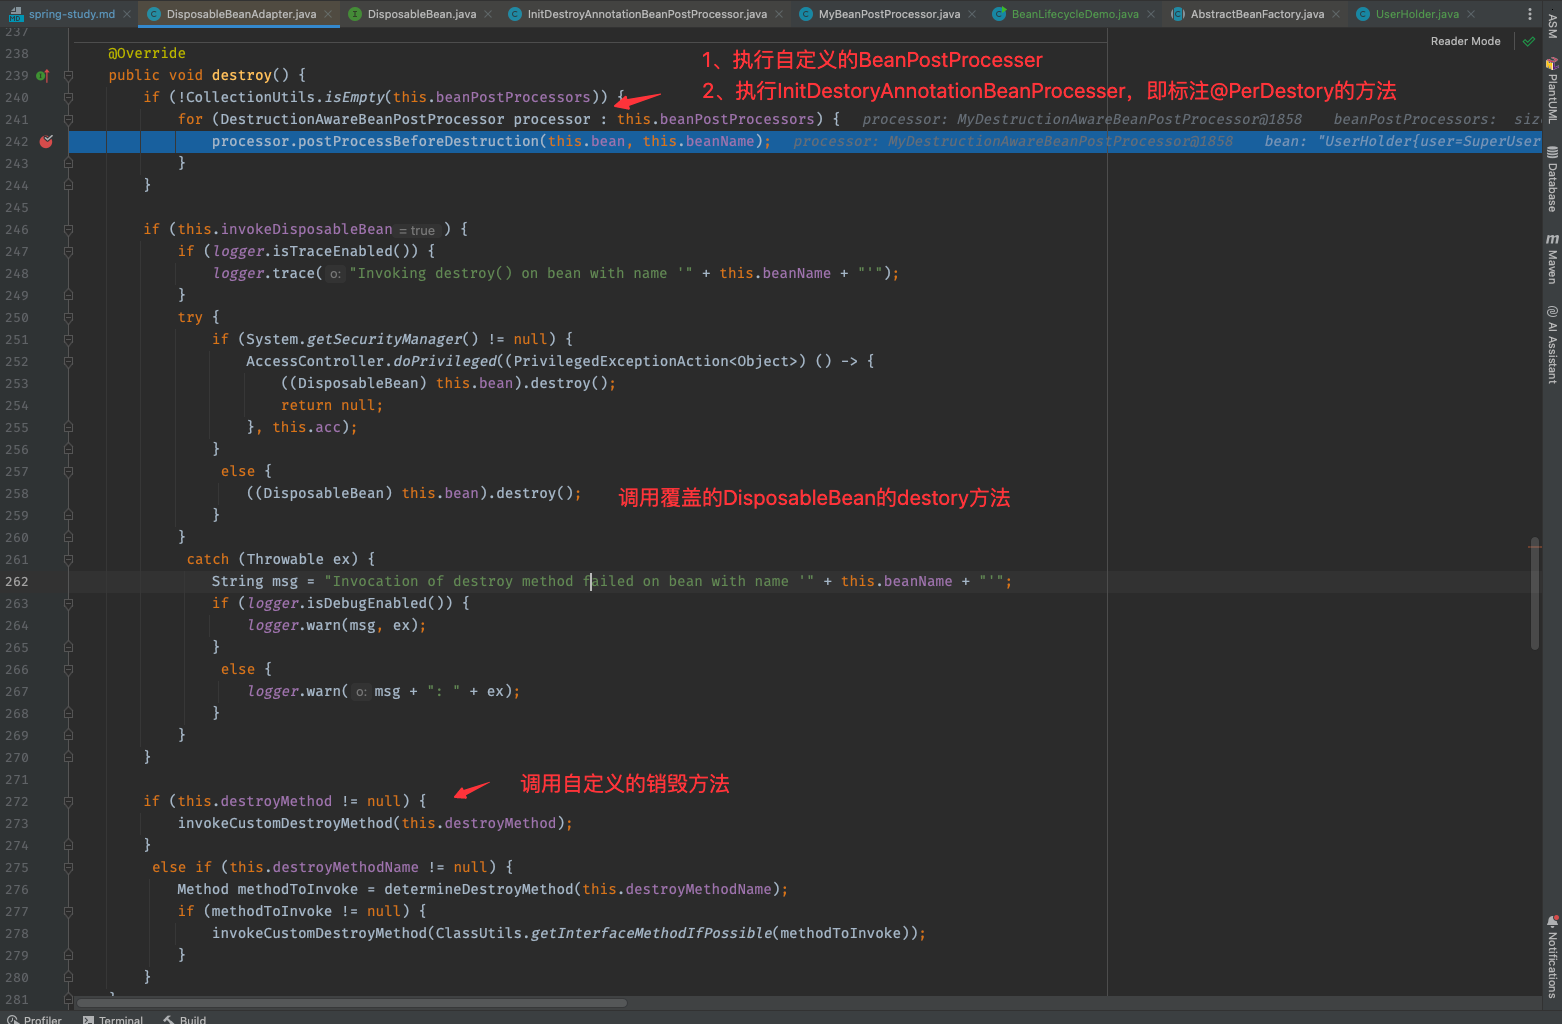 spring-study.md DisposableBeanAdapter.java DisposableBean.java InitDestroyAnnotationBeanPostProcessor.java MyBeanPostProcessor.java BeanLifecycleDemo.java AbstractBeanFactory.java UserHolder.java
Reader Mode
237
238 @Override
1、执行自定义的BeanPostProcesser
239 public void destroy() {
2、执行InitDestoryAnnotationBeanProcesser，即标注@PerDestory的方法
240 if (!CollectionUtils.isEmpty(this.beanPostProcessors)) {
241 for (DestructionAwareBeanPostProcessor processor : this.beanPostProcessors) { processor: MyDestructionAwareBeanPostProcessor@1858 beanPostProcessors: size
242 processor.postProcessBeforeDestruction(this.bean, this.beanName); processor: MyDestructionAwareBeanPostProcessor@1858 bean: "UserHolder{user=SuperUser
243 }
244 }
245
246 if (this.invokeDisposableBean = true ) {
247 if (logger.isTraceEnabled()) {
248 logger.trace( o: "Invoking destroy() on bean with name '" + this.beanName + "'");
249 }
250 try {
251 if (System.getSecurityManager() != null) {
252 AccessController.doPrivileged((PrivilegedExceptionAction<Object>) () -> {
253 ((DisposableBean) this.bean).destroy();
254 return null;
255 }, this.acc);
256 }
257 else {
258 ((DisposableBean) this.bean).destroy();
调用覆盖的DisposableBean的destory方法
259 }
260 }
261 catch (Throwable ex) {
262 String msg = "Invocation of destroy method failed on bean with name '" + this.beanName + "'";
263 if (logger.isDebugEnabled()) {
264 logger.warn(msg, ex);
265 }
266 else {
267 logger.warn( o: msg + ": " + ex);
268 }
269 }
270 }
271
调用自定义的销毁方法
272 if (this.destroyMethod != null) {
273 invokeCustomDestroyMethod(this.destroyMethod);
274 }
275 else if (this.destroyMethodName != null) {
276 Method methodToInvoke = determineDestroyMethod(this.destroyMethodName);
277 if (methodToInvoke != null) {
278 invokeCustomDestroyMethod(ClassUtils.getInterfaceMethodIfPossible(methodToInvoke));
279 }
280 }
281 }
ASM
PlantUML
Database
Maven
AI Assistant
Notifications
Profiler Terminal Build